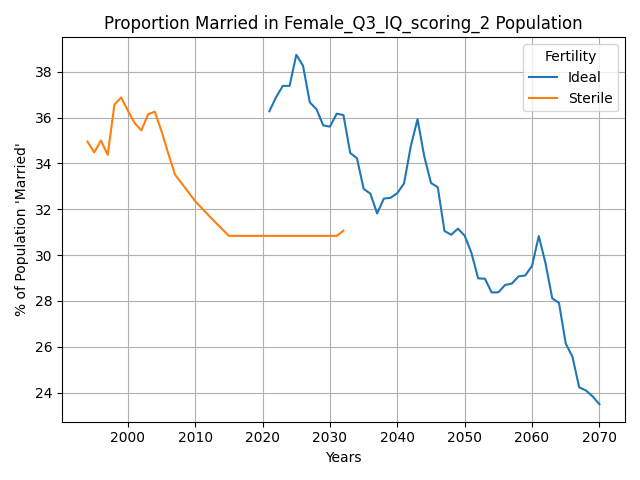 Proportion Married in Female_Q3_IQ_scoring_2 Population
% of Population 'Married'
38
36
34
32
30
28
26
24
Fertility
Ideal
Sterile
2000 2010 2020 2030 2040 2050 2060 2070
Years